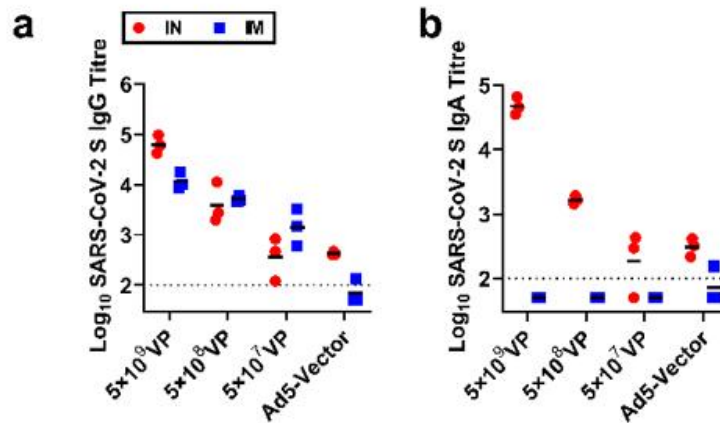 a
IN IM
Log₁₀ SARS-CoV-2 S IgG Titre
6
5
4
3
2
5×10⁹VP
5×10⁸VP
5×10⁷VP
Ad5-Vector
b
Log₁₀ SARS-CoV-2 S IgA Titre
5
4
3
2
5×10⁹VP
5×10⁸VP
5×10⁷VP
Ad5-Vector